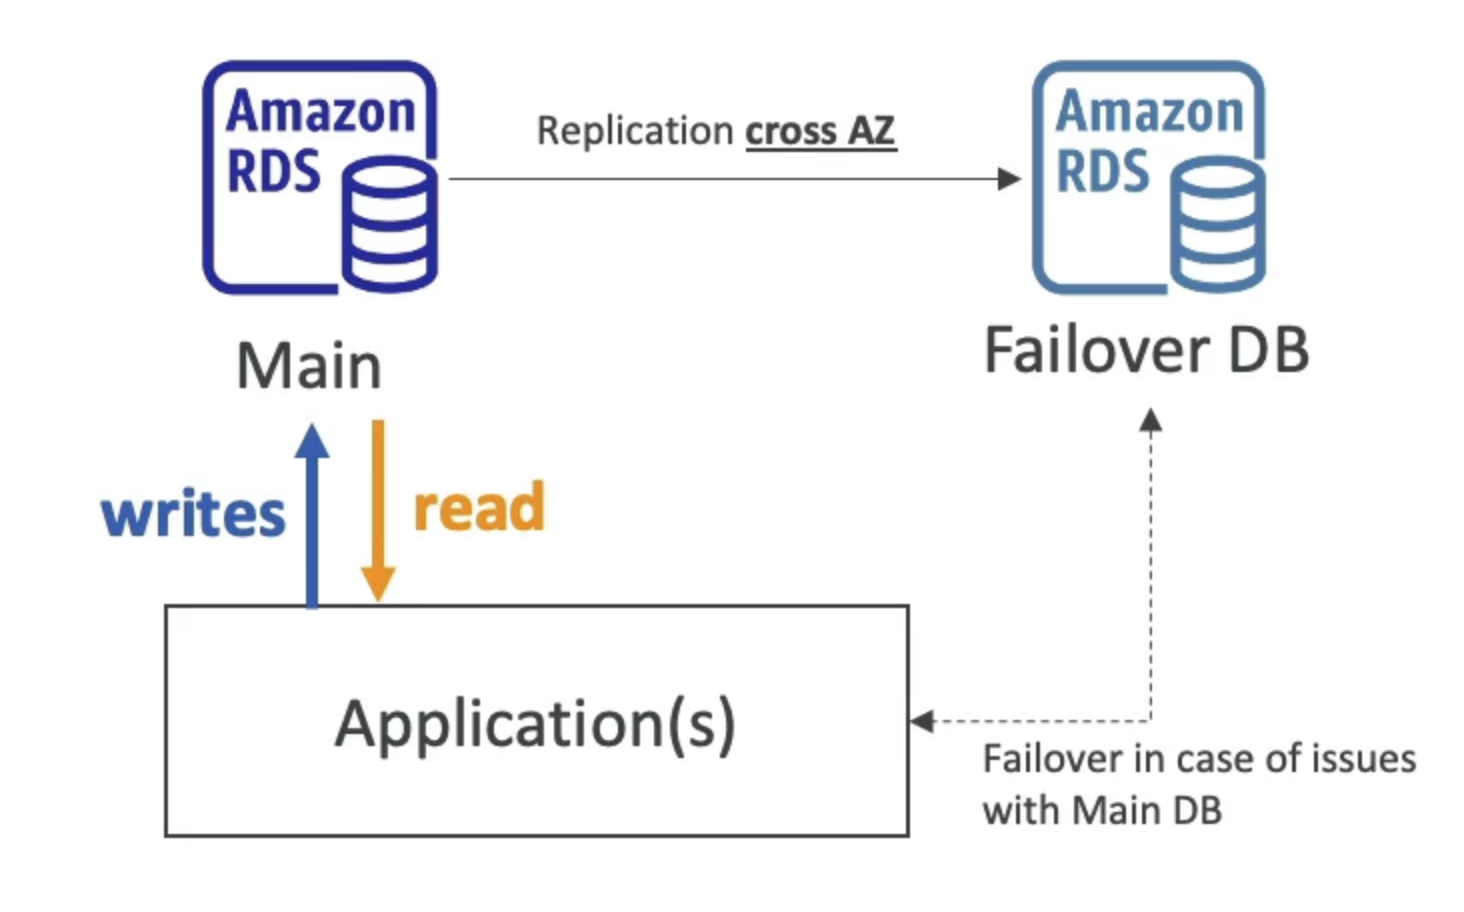 Amazon
RDS
Replication cross AZ
Amazon
RDS
Main
Failover DB
writes
read
Application(s)
Failover in case of issues
with Main DB